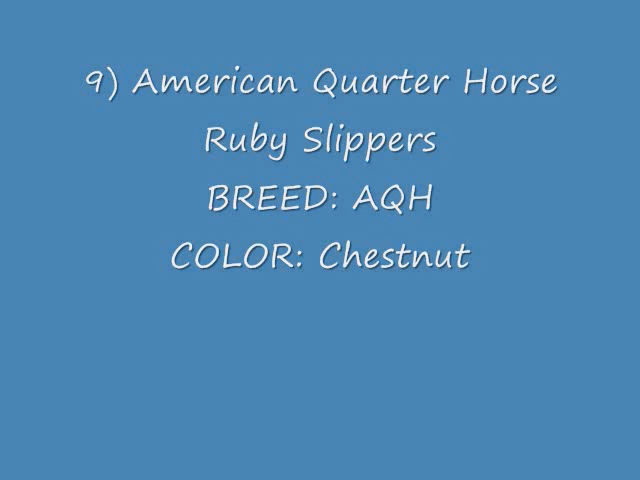 9) American Quarter Horse
Ruby Slippers
BREED: AQH
COLOR: Chestnut